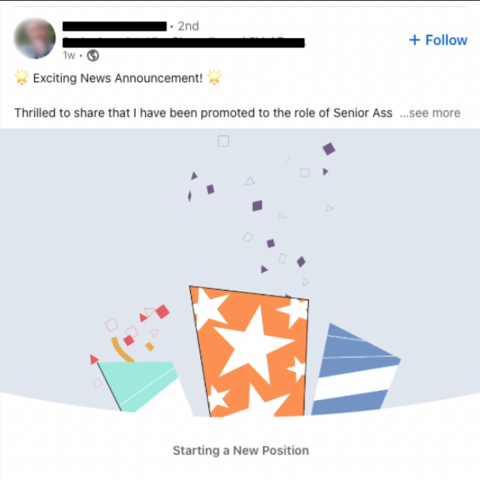 • 2nd
+ Follow
1w •
Exciting News Announcement!
Thrilled to share that I have been promoted to the role of Senior Ass ...see more
Starting a New Position